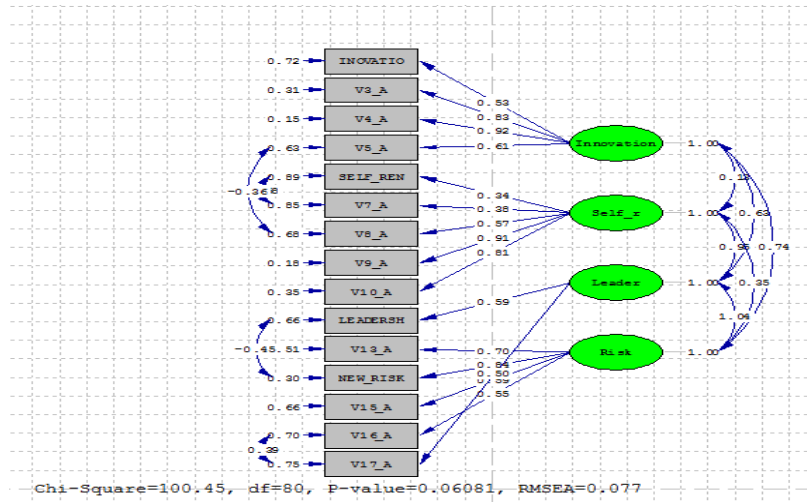 0.72 INOVATIO
0.31 V3_A 0.53
0.15 V4_A 0.83
0.92
0.63 V5_A 0.61 Innovation 1.00
0.89 SELF_REN 0.34
-0.36
0.85 V7_A 0.38 Self_r 1.00 0.63 0.74
0.68 V8_A 0.57
0.91
0.18 V9_A 0.81
0.35 V10_A 0.59 Leader 1.00 0.35
0.66 LEADERSH 1.04
-0.45 .51 V13_A 0.70 Risk 1.00
0.84
0.30 NEW_RISK 0.50
0.66 V15_A 0.55
0.70 V16_A
0.39
0.75 V17_A
Chi-Square=100.45, df=80, P-value=0.06081, RMSEA=0.077